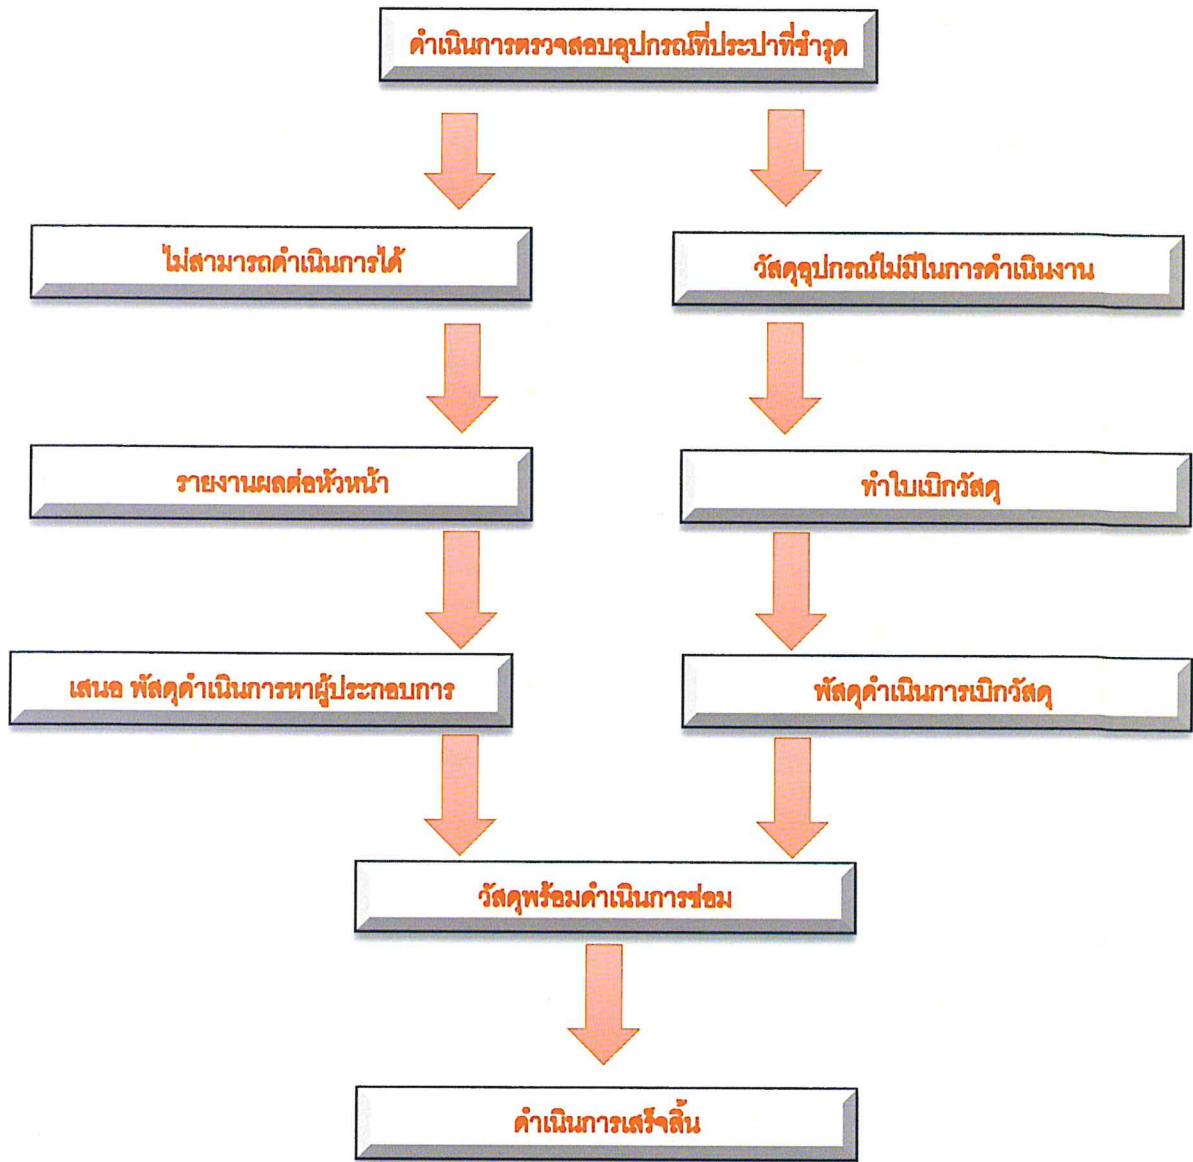 ดำเนินการตรวจสอบอุปกรณ์ที่ประปาที่ชำรุด
ไม่สามารถดำเนินการได้
วัสดุอุปกรณ์ไม่มีในการดำเนินงาน
รายงานผลต่อหัวหน้า
ทำใบเบิกวัสดุ
เสนอ พัสดุดำเนินการหาผู้ประกอบการ
พัสดุดำเนินการเบิกวัสดุ
วัสดุพร้อมดำเนินการซ่อม
ดำเนินการเสร็จสิ้น